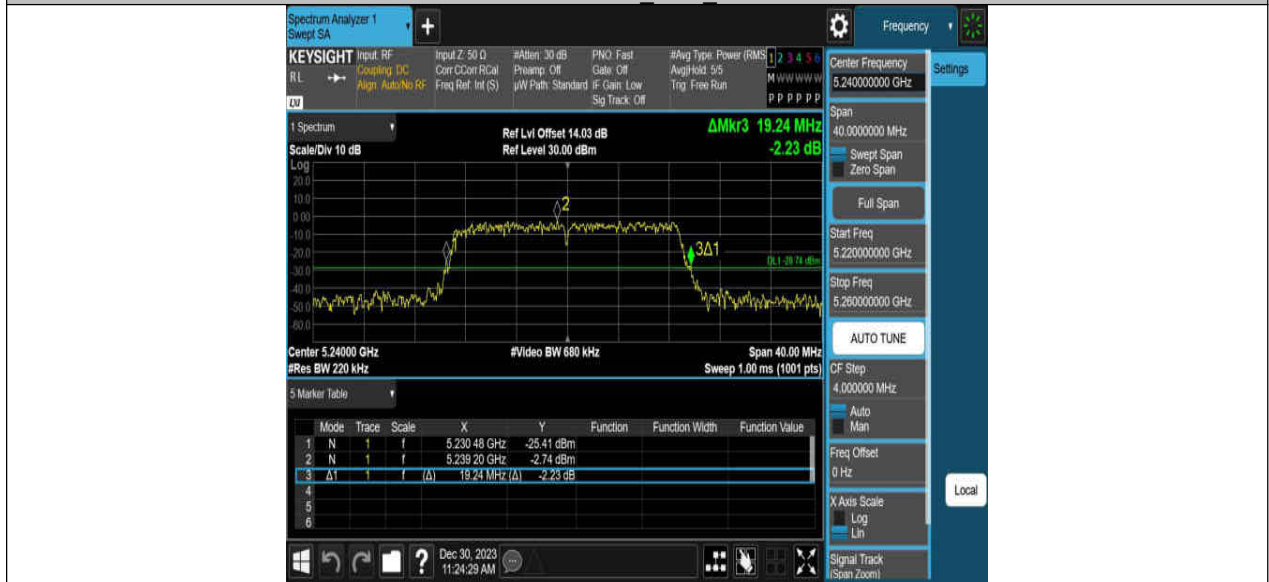 Spectrum Analyzer 1
Swept SA
+
Frequency
KEYSIGHT
RL
Input: RF
Coupling: DC
Align: Auto/No RF
Input Z: 50 Ω
Corr CCorr RCal
Freq Ref: Int (S)
#Atten: 30 dB
Preamp: Off
µW Path: Standard
PNO: Fast
Gate: Off
IF Gain: Low
Sig Track: Off
#Avg Type: Power (RMS
Avg|Hold: 5/5
Trig: Free Run
1 2 3 4 5 6
M W W W W W
P P P P P P
1 Spectrum
Scale/Div 10 dB
Ref Lvl Offset 14.03 dB
Ref Level 30.00 dBm
ΔMkr3 19.24 MHz
-2.23 dB
Log
20.0
10.0
0.00
-10.0
-20.0
-30.0
-40.0
-50.0
-60.0
2
3Δ1
DL1 -28.74 dBm
Center 5.24000 GHz
#Res BW 220 kHz
#Video BW 680 kHz
Span 40.00 MHz
Sweep 1.00 ms (1001 pts)
5 Marker Table
Mode Trace Scale X Y Function Function Width Function Value
1 N 1 f 5.230 48 GHz -25.41 dBm
2 N 1 f 5.239 20 GHz -2.74 dBm
3 Δ1 1 f (Δ) 19.24 MHz (Δ) -2.23 dB
4
5
6
?
Dec 30, 2023
11:24:29 AM
Center Frequency
5.240000000 GHz
Settings
Span
40.0000000 MHz
Swept Span
Zero Span
Full Span
Start Freq
5.220000000 GHz
Stop Freq
5.260000000 GHz
AUTO TUNE
CF Step
4.000000 MHz
Auto
Man
Freq Offset
0 Hz
X Axis Scale
Log
Lin
Local
Signal Track
(Span Zoom)